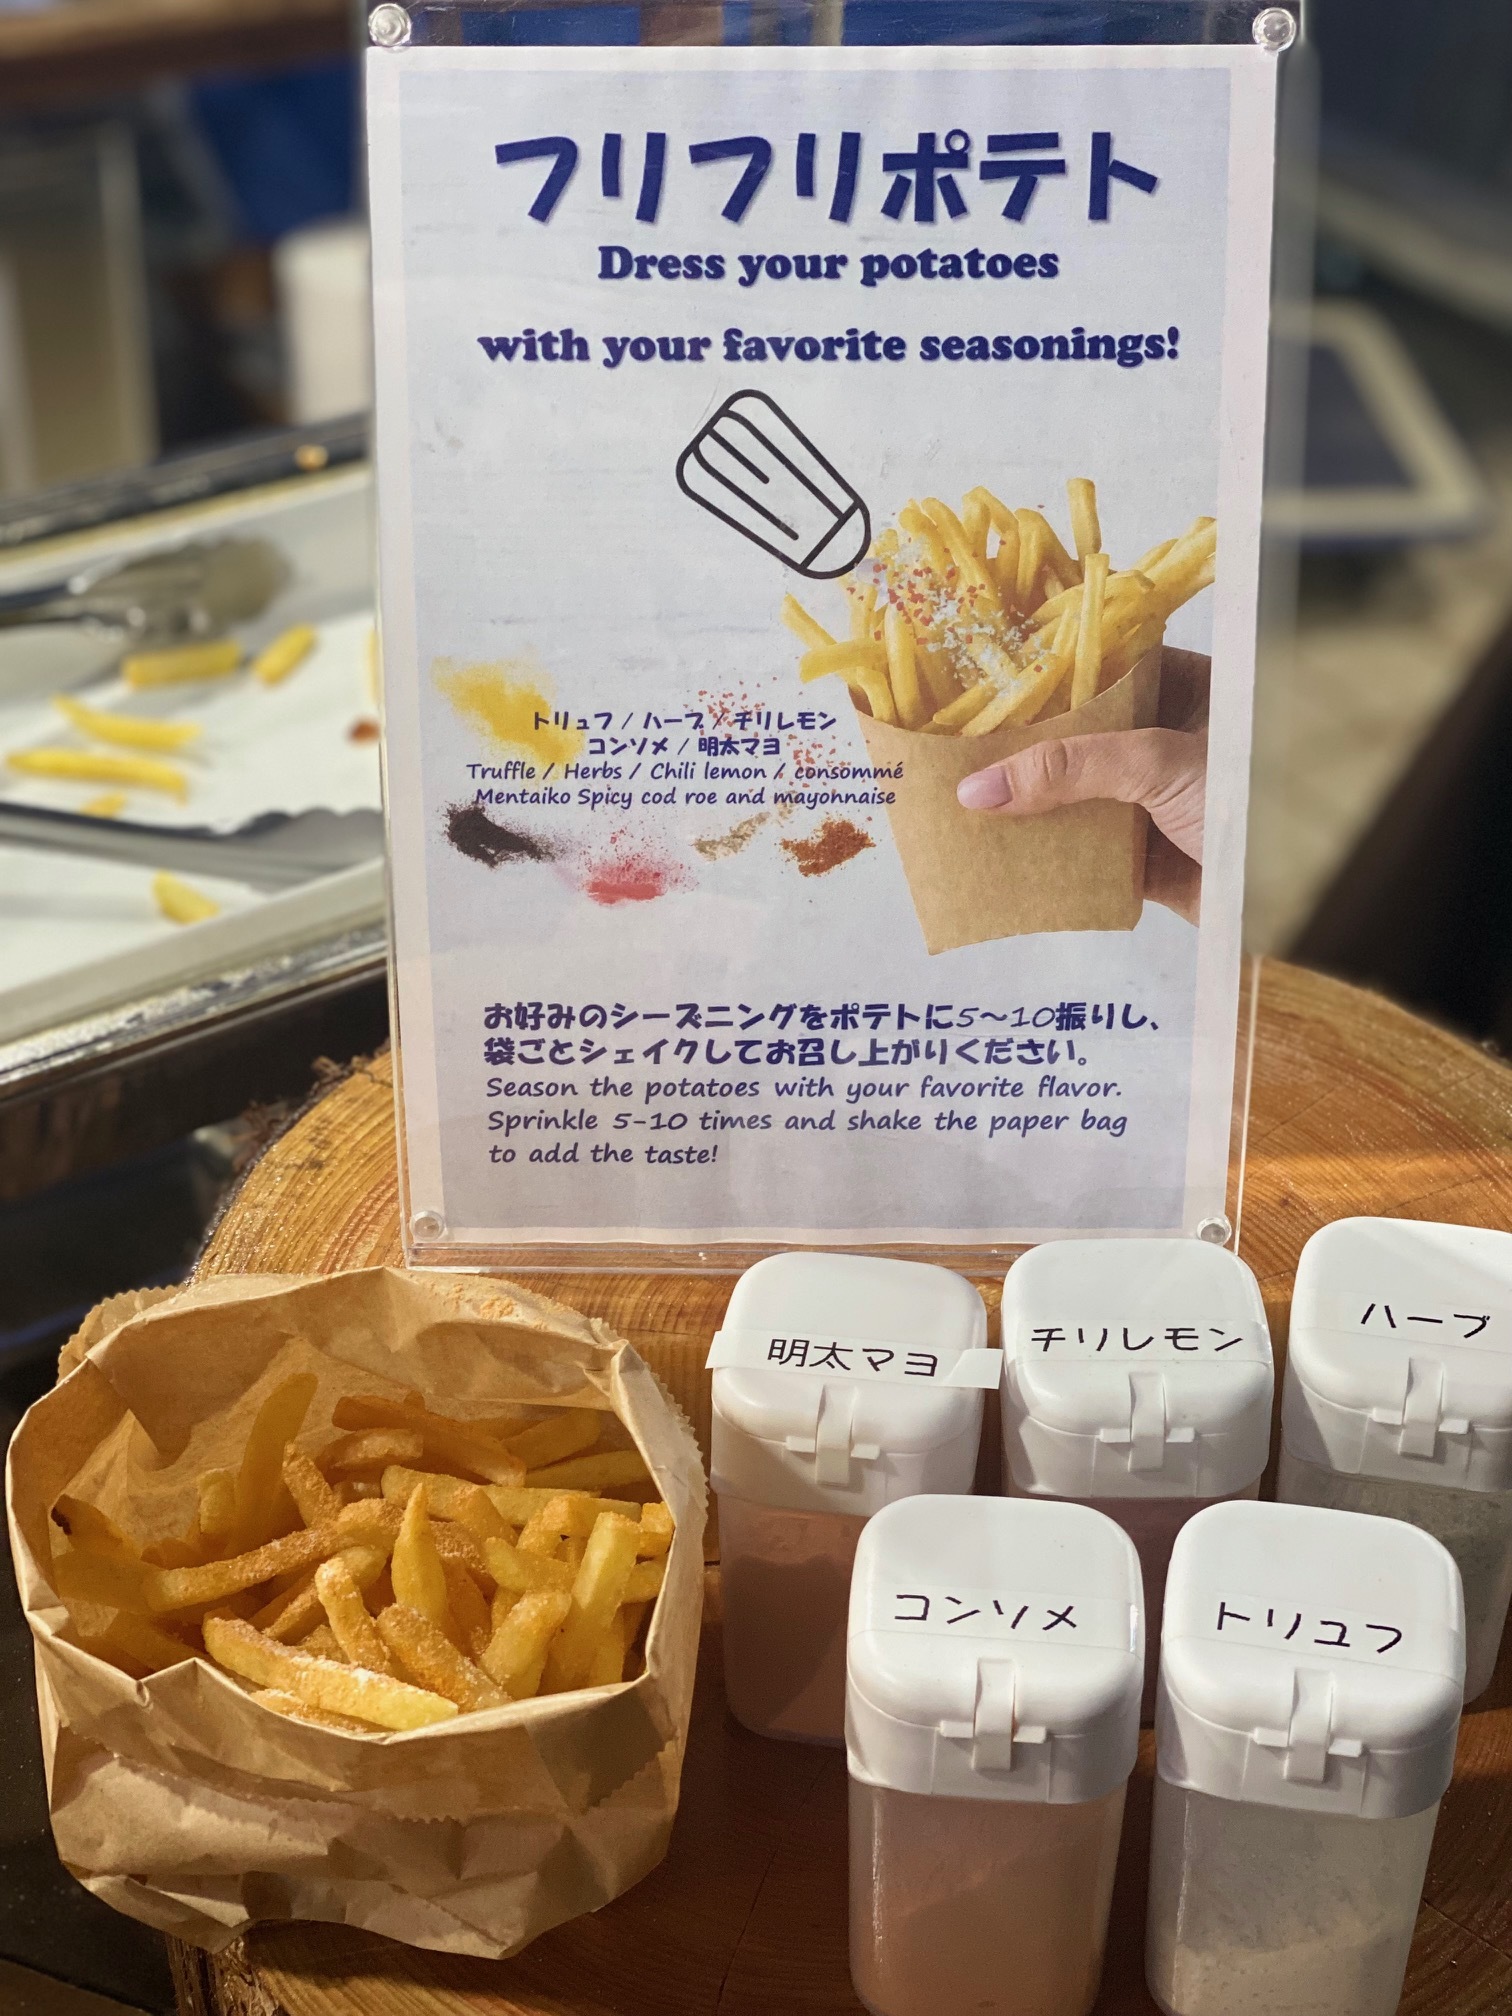 フリフリポテト
Dress your potatoes
with your favorite seasonings!
トリュフ / ハーブ / チリレモン
コンソメ / 明太マヨ
Truffle / Herbs / Chili lemon / consommé
Mentaiko Spicy cod roe and mayonnaise
お好みのシーズニングをポテトに5～10振りし、
袋ごとシェイクしてお召し上がりください。
Season the potatoes with your favorite flavor.
Sprinkle 5-10 times and shake the paper bag
to add the taste!
明太マヨ
チリレモン
ハーブ
コンソメ
トリュフ